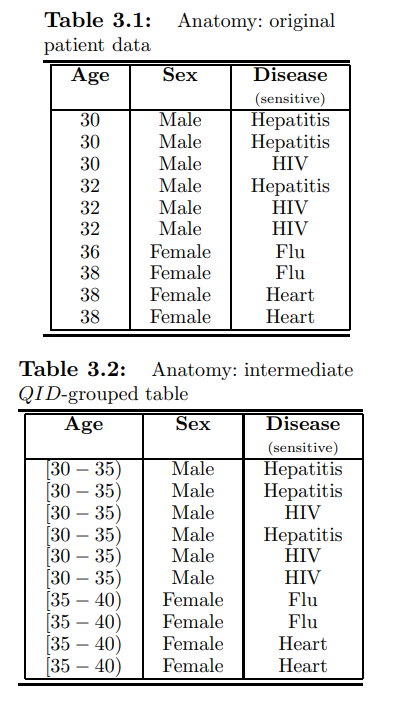 Table 3.1: Anatomy: original
patient data
Age Sex Disease
(sensitive)
30 Male Hepatitis
30 Male Hepatitis
30 Male HIV
32 Male Hepatitis
32 Male HIV
32 Male HIV
36 Female Flu
38 Female Flu
38 Female Heart
38 Female Heart
Table 3.2: Anatomy: intermediate
QID-grouped table
Age Sex Disease
(sensitive)
[30 − 35) Male Hepatitis
[30 − 35) Male Hepatitis
[30 − 35) Male HIV
[30 − 35) Male Hepatitis
[30 − 35) Male HIV
[30 − 35) Male HIV
[35 − 40) Female Flu
[35 − 40) Female Flu
[35 − 40) Female Heart
[35 − 40) Female Heart